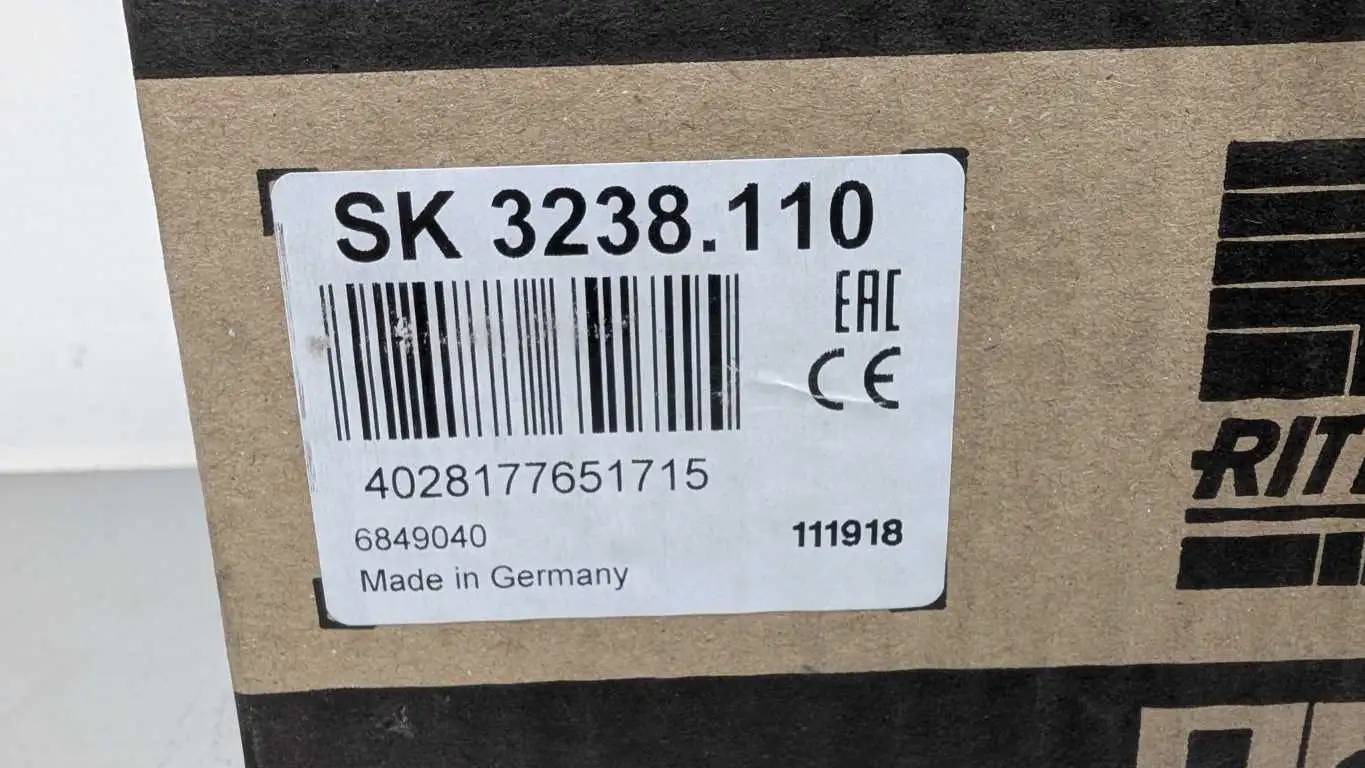 SK 3238.110
EAC
CE
4028177651715
6849040
111918
Made in Germany
RIT